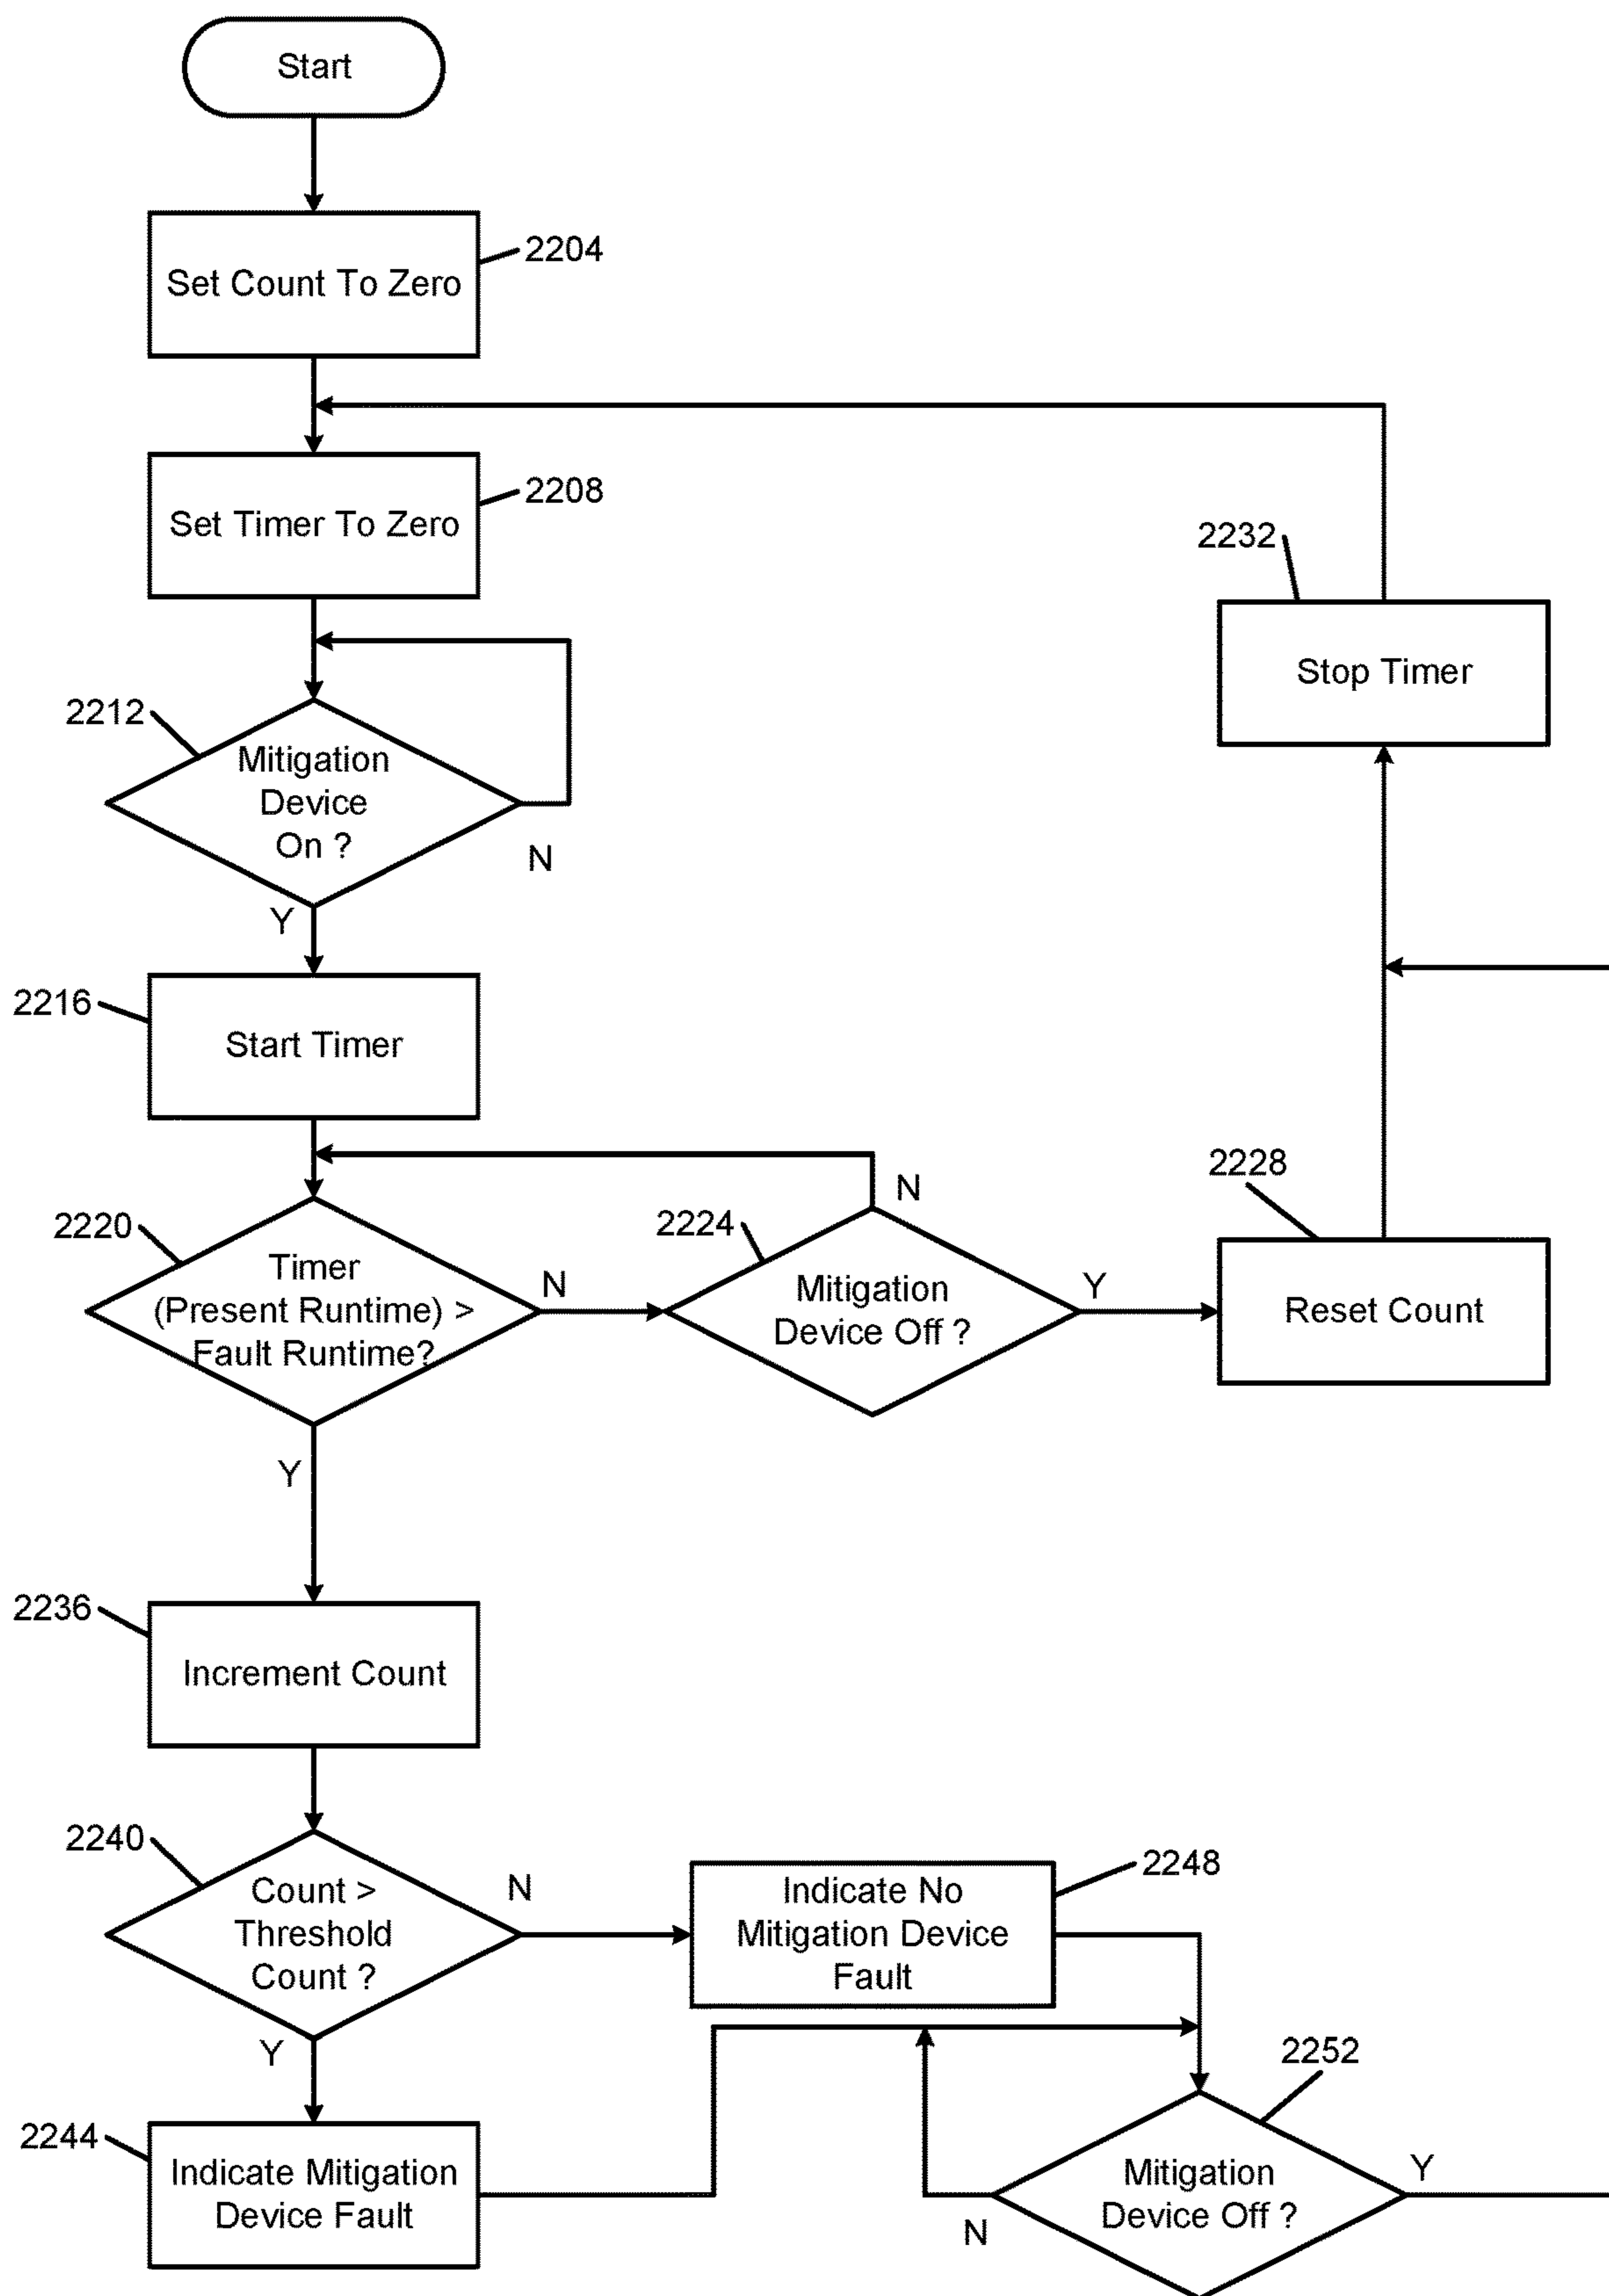 Start
2204
Set Count To Zero
2208
Set Timer To Zero
2232
Stop Timer
2212
Mitigation
Device
On ?
N
Y
2216
Start Timer
2220
Timer
(Present Runtime) >
Fault Runtime?
N
Y
2224
Mitigation
Device Off ?
N
Y
2228
Reset Count
2236
Increment Count
2240
Count >
Threshold
Count ?
N
Y
2248
Indicate No
Mitigation Device
Fault
2244
Indicate Mitigation
Device Fault
2252
Mitigation
Device Off ?
N
Y